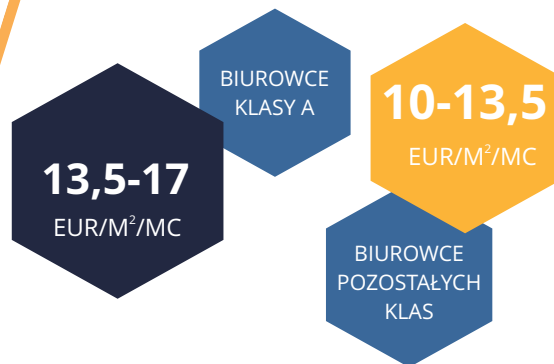 BIUROWCE
KLASY A
13,5-17
EUR/M²/MC
10-13,5
EUR/M²/MC
BIUROWCE
POZOSTAŁYCH
KLAS